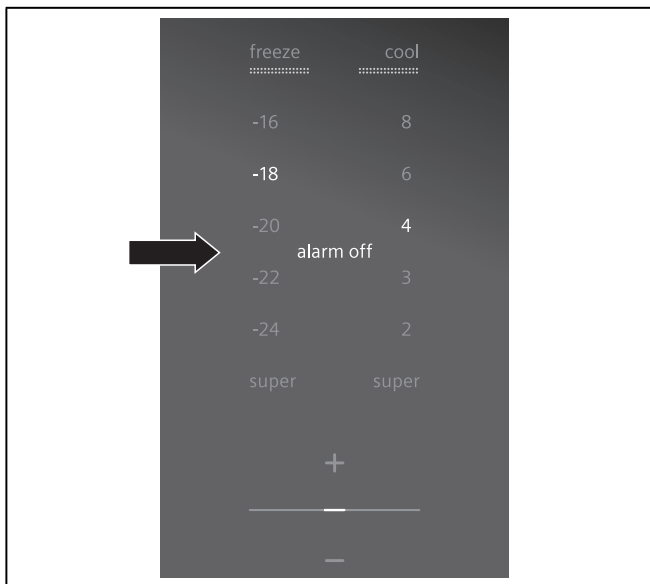 freeze cool
-16 8
-18 6
-20 4
alarm off
-22 3
-24 2
super super
+
−